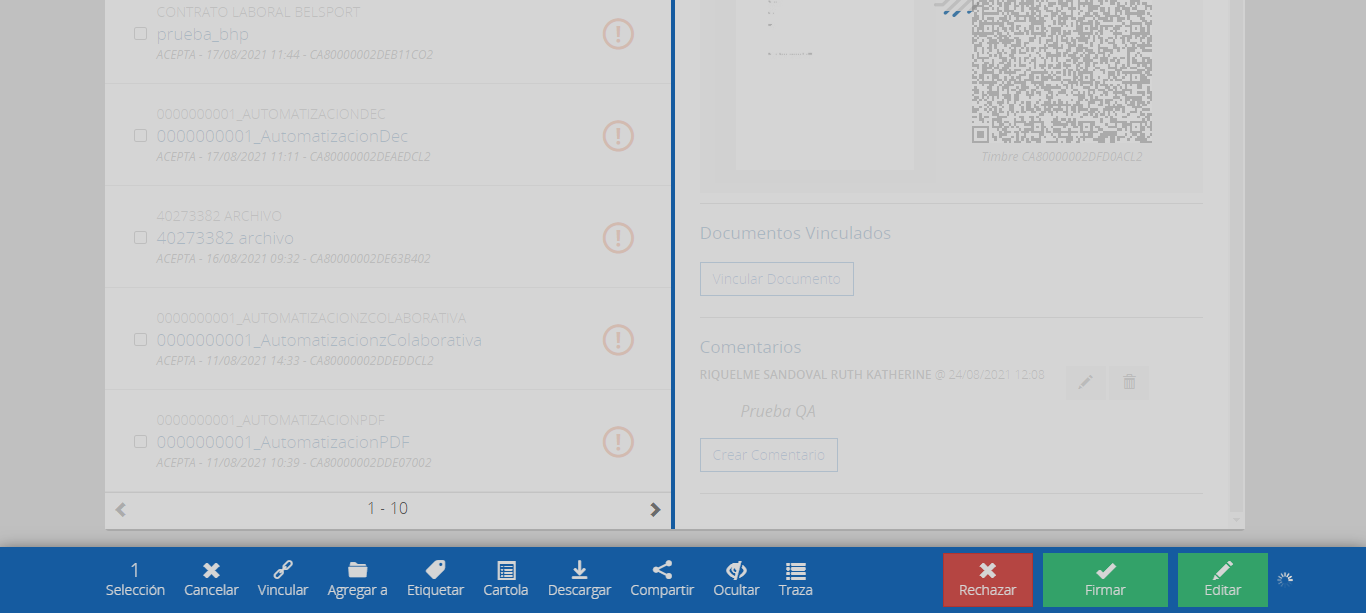 CONTRATO LABORAL BELSPORT
prueba_bhp
ACEPTA - 17/08/2021 11:44 - CA80000002DEB11CO2
0000000001_AUTOMATIZACIONDEC
0000000001_AutomatizacionDec
ACEPTA - 17/08/2021 11:11 - CA80000002DEAEDCL2
40273382 ARCHIVO
40273382 archivo
ACEPTA - 16/08/2021 09:32 - CA80000002DE63B402
0000000001_AUTOMATIZACIONZCOLABORATIVA
0000000001_AutomatizacionzColaborativa
ACEPTA - 11/08/2021 14:33 - CA80000002DDEDDCL2
0000000001_AUTOMATIZACIONPDF
0000000001_AutomatizacionPDF
ACEPTA - 11/08/2021 10:39 - CA80000002DDE07002
1 - 10
Timbre CA80000002DFD0ACL2
Documentos Vinculados
Vincular Documento
Comentarios
RIQUELME SANDOVAL RUTH KATHERINE @ 24/08/2021 12:08
Prueba QA
Crear Comentario
1
Selección
Cancelar
Vincular
Agregar a
Etiquetar
Cartola
Descargar
Compartir
Ocultar
Traza
Rechazar
Firmar
Editar